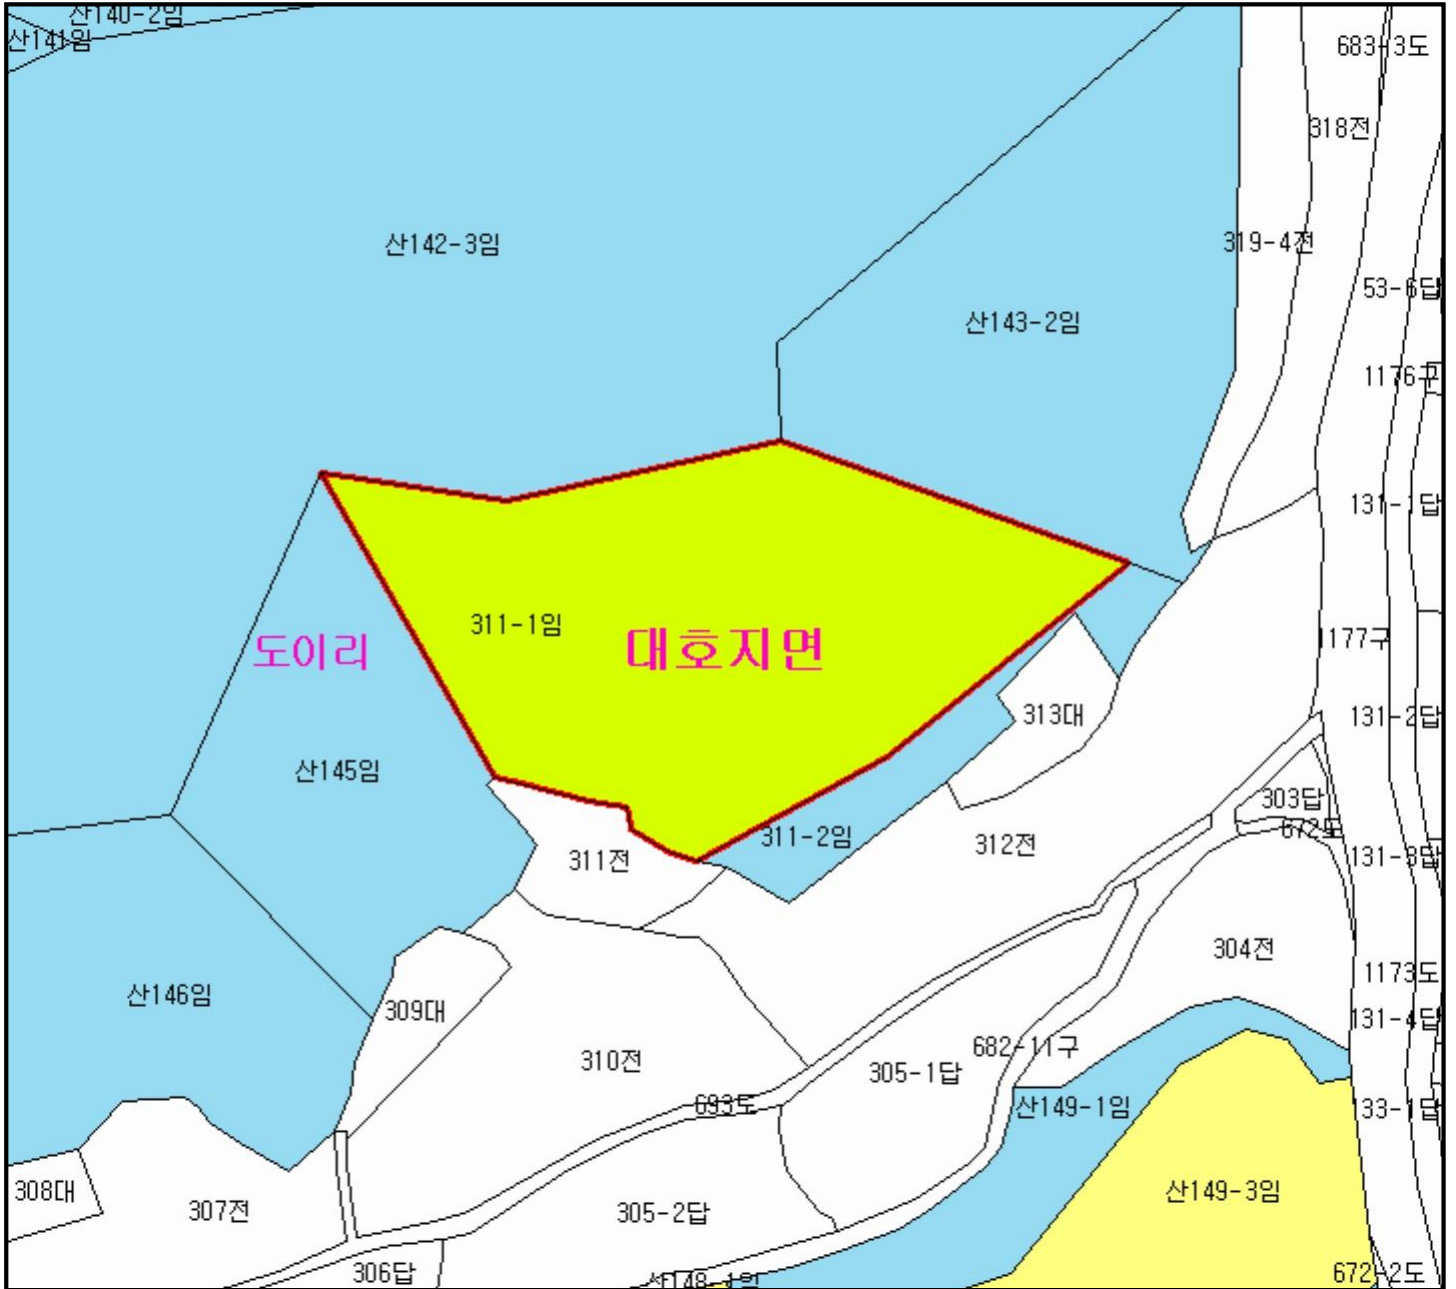 산140-2임
산141임
683-3도
318전
산142-3임
319-4전
53-6답
산143-2임
1176구
131-1답
311-1임
대호지면
도이리
1177구
313대
131-2답
산145임
303답
672도
311-2임
312전
311전
131-3답
304전
1173도
산146임
309대
131-4답
682-11구
310전
305-1답
693도
산149-1임
33-1답
308대
산149-3임
307전
305-2답
306답
산148-1임
672-2도